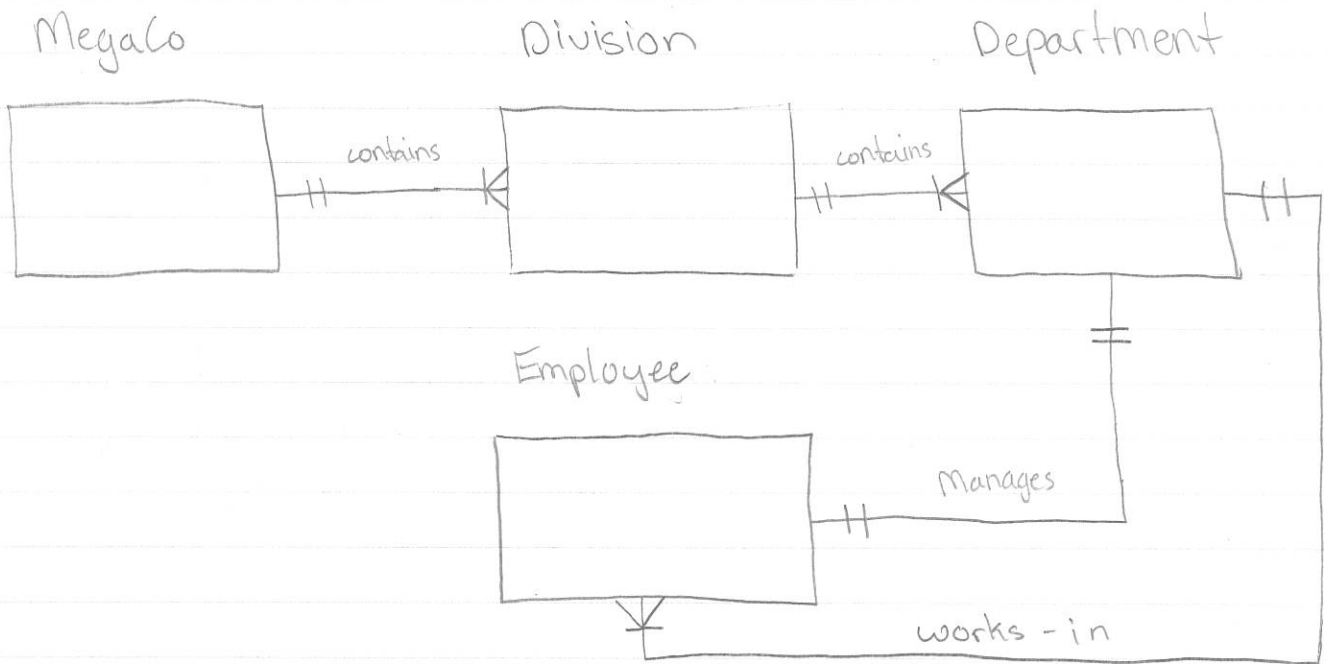 MegaCo
Division
Department
contains
contains
Employee
Manages
works-in